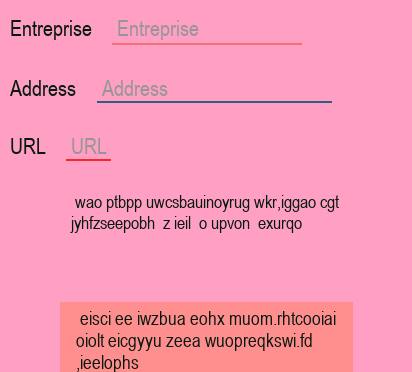 Entreprise Entreprise
Address Address
URL URL
wao ptbpp uwcsbauinoyrug wkr,iggao cgt
jyhfzseepobh z ieil o upvon exurqo
eisci ee iwzbua eohx muom.rhtcooiai
oiolt eicgyyu zeea wuopreqkswi.fd
,ieelophs